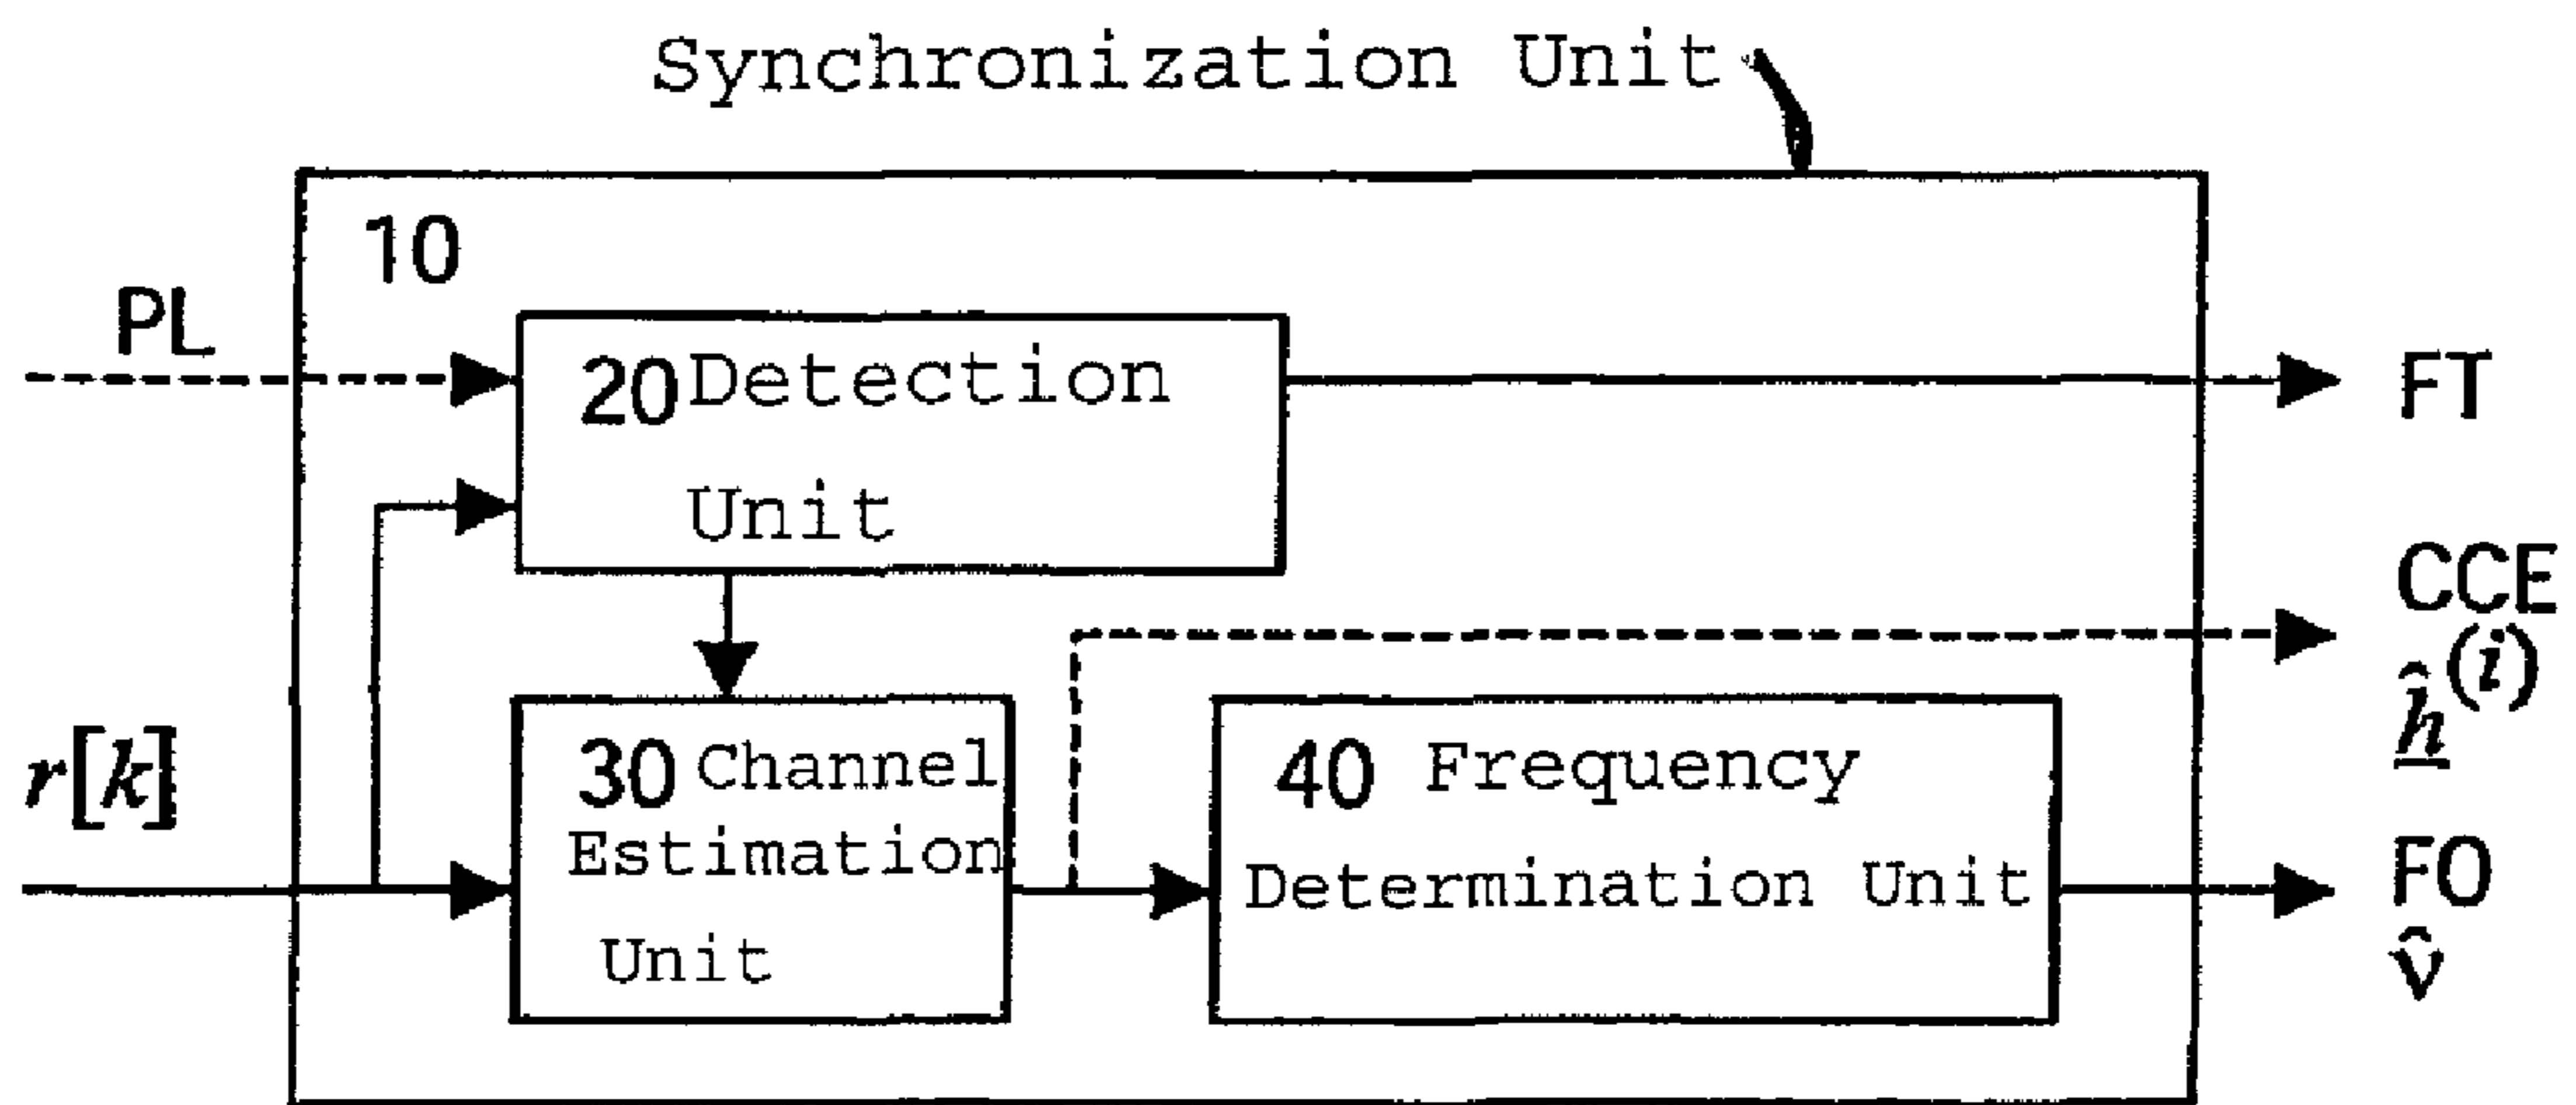 Synchronization Unit
10
PL
20 Detection
Unit
FT
CCE
ĥ^(i)
r[k]
30 Channel
Estimation
Unit
40 Frequency
Determination Unit
FO
ν̂